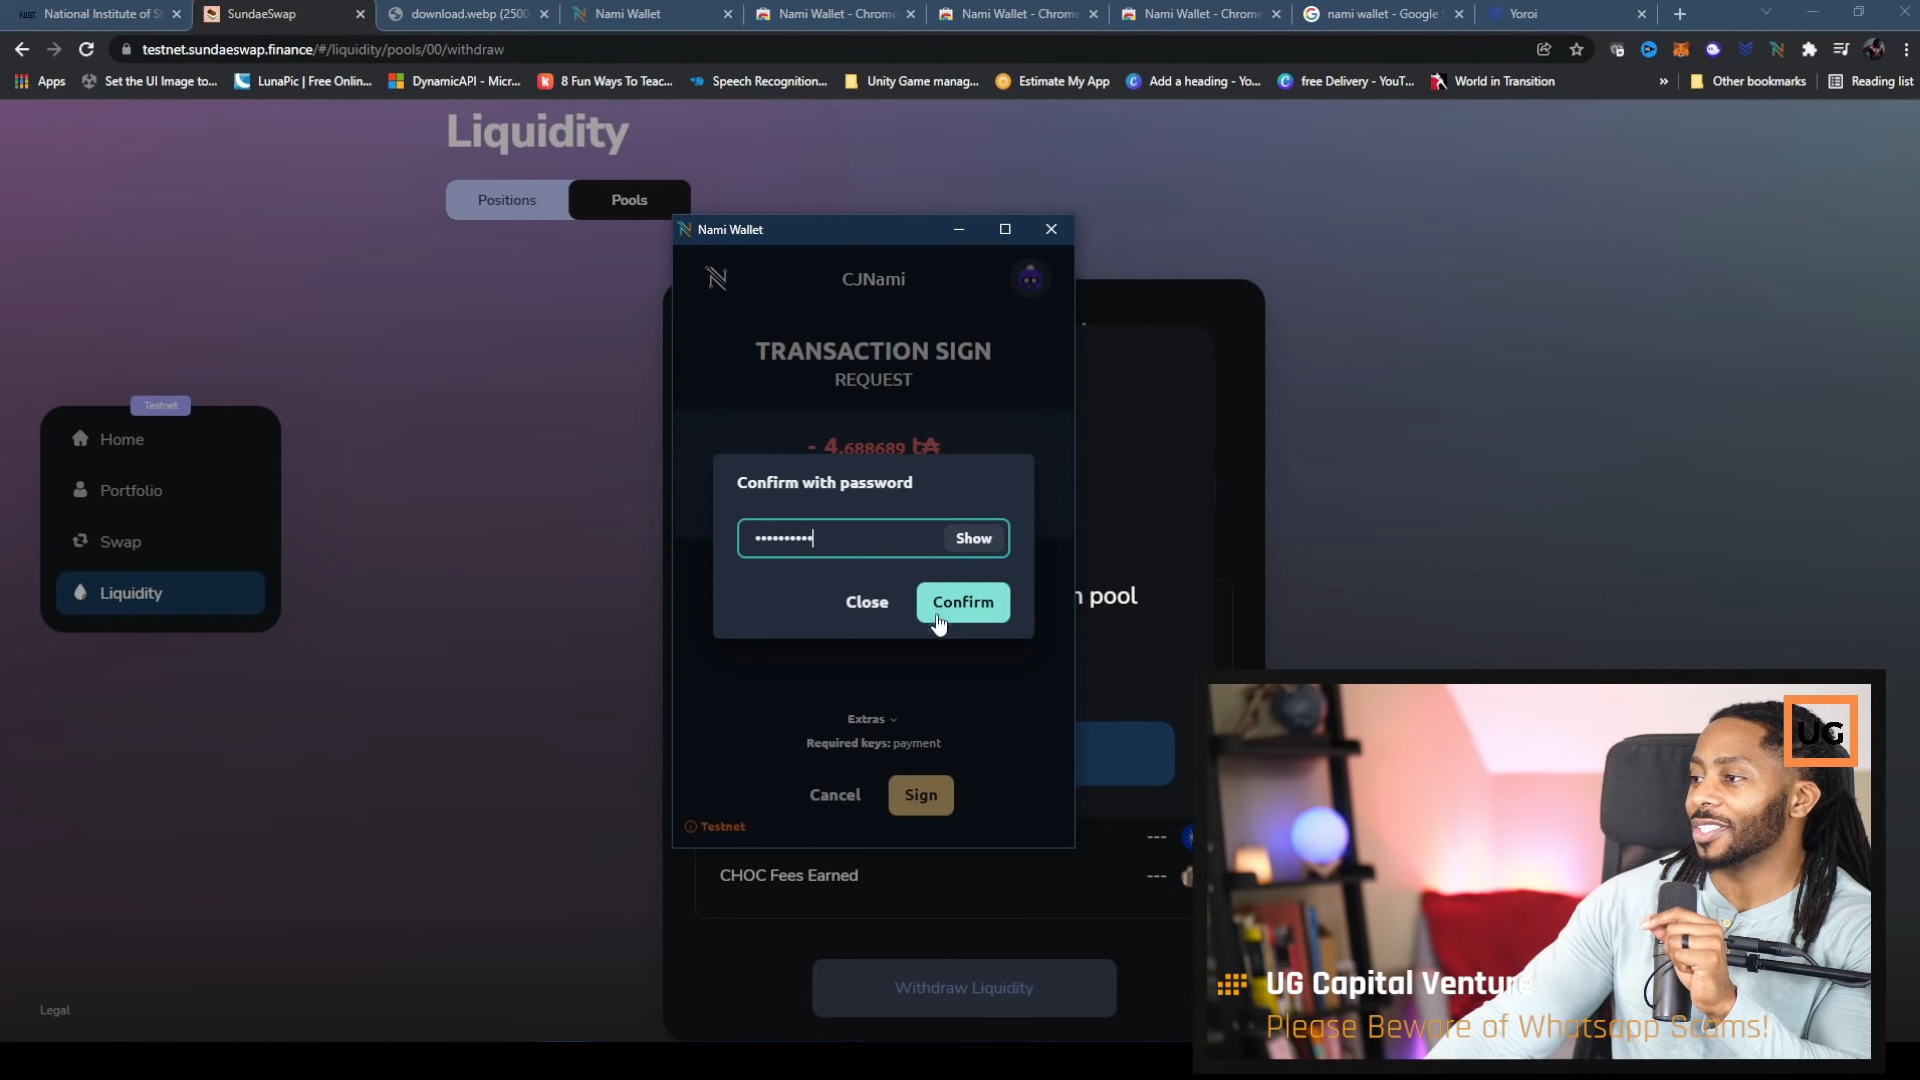 National Institute of S
SundaeSwap
download.webp (2500
Nami Wallet
Nami Wallet - Chrome
Nami Wallet - Chrome
Nami Wallet - Chrome
nami wallet - Google S
Yoroi
testnet.sundaeswap.finance/#/liquidity/pools/00/withdraw
Apps
Set the UI Image to...
LunaPic | Free Onlin...
DynamicAPI - Micr...
8 Fun Ways To Teac...
Speech Recognition...
Unity Game manag...
Estimate My App
Add a heading - Yo...
free Delivery - YouT...
World in Transition
»
Other bookmarks
Reading list
Liquidity
Positions
Pools
Nami Wallet
CJNami
TRANSACTION SIGN
REQUEST
- 4.688689 t₳
Testnet
Home
Portfolio
Swap
Liquidity
Confirm with password
••••••••••
Show
Close
Confirm
n pool
Extras
Required keys: payment
Cancel
Sign
Testnet
---
CHOC Fees Earned
---
Withdraw Liquidity
Legal
UG
UG Capital Venture
Please Beware of Whatsapp Scams!